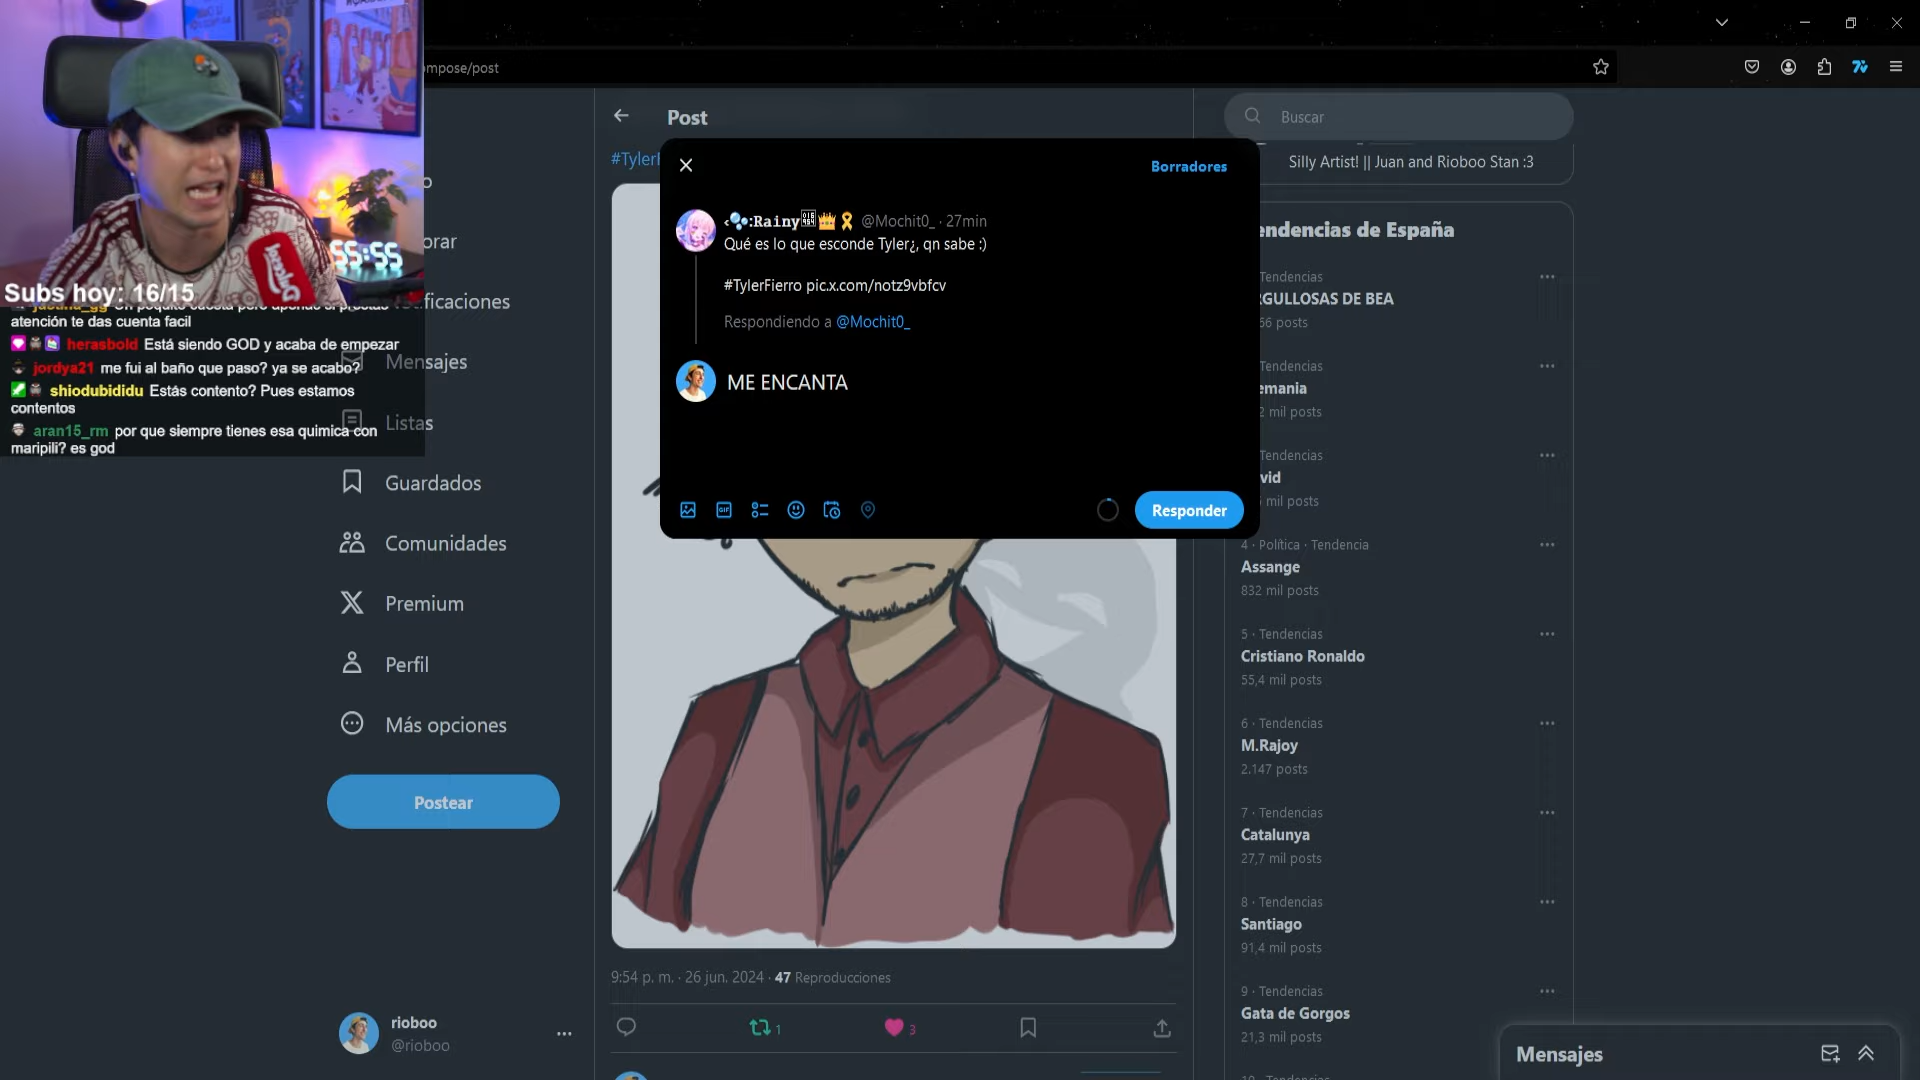 ompose/post
Post
Buscar
#TylerF
Silly Artist! || Juan and Rioboo Stan :3
Borradores
:Rainy @Mochit0_ · 27min
Qué es lo que esconde Tyler¿, qn sabe :)
#TylerFierro pic.x.com/notz9vbfcv
Respondiendo a @Mochit0_
ME ENCANTA
Responder
55:55
Subs hoy: 16/15
atención te das cuenta facil
herasbold Está siendo GOD y acaba de empezar
jordya21 me fui al baño que paso? ya se acabo?
shiodubididu Estás contento? Pues estamos
contentos
aran15_rm por que siempre tienes esa quimica con
maripili? es god
orar
ificaciones
Mensajes
Listas
Guardados
Comunidades
Premium
Perfil
Más opciones
Postear
rioboo
@rioboo
9:54 p. m. · 26 jun. 2024 · 47 Reproducciones
1
3
endencias de España
Tendencias
RGULLOSAS DE BEA
66 posts
Tendencias
emania
2 mil posts
Tendencias
vid
mil posts
4 · Política · Tendencia
Assange
832 mil posts
5 · Tendencias
Cristiano Ronaldo
55,4 mil posts
6 · Tendencias
M.Rajoy
2.147 posts
7 · Tendencias
Catalunya
27,7 mil posts
8 · Tendencias
Santiago
91,4 mil posts
9 · Tendencias
Gata de Gorgos
21,3 mil posts
Mensajes